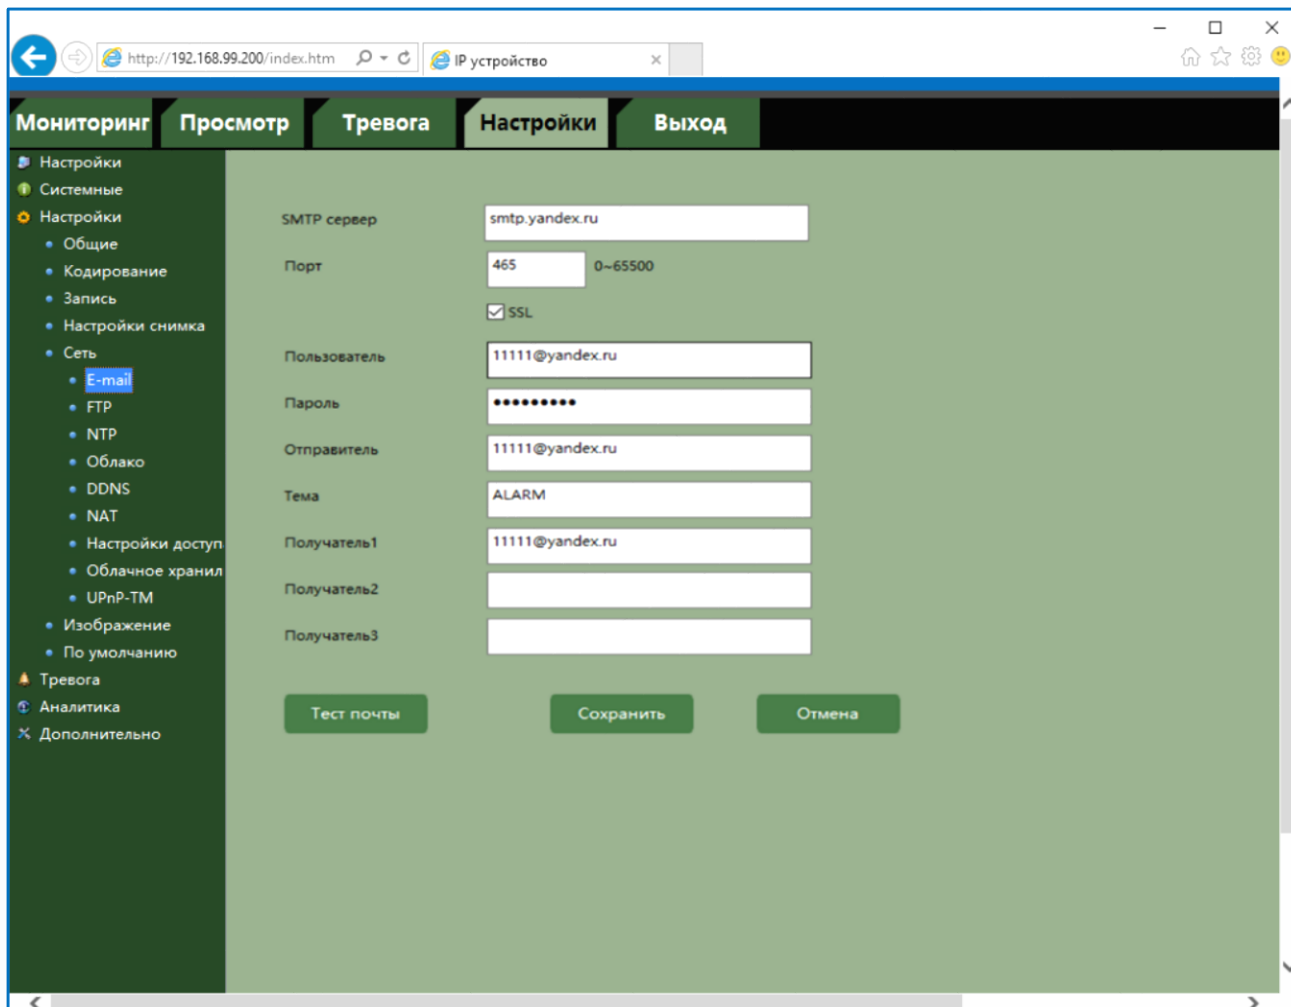 http://192.168.99.200/index.htm
IP устройство
Мониторинг Просмотр Тревога Настройки Выход
Настройки
Системные
Настройки
Общие
Кодирование
Запись
Настройки снимка
Сеть
E-mail
FTP
NTP
Облако
DDNS
NAT
Настройки доступ
Облачное хранил
UPnP-TM
Изображение
По умолчанию
Тревога
Аналитика
Дополнительно
SMTP сервер smtp.yandex.ru
Порт 465 0~65500
SSL
Пользователь 11111@yandex.ru
Пароль •••••••••
Отправитель 11111@yandex.ru
Тема ALARM
Получатель1 11111@yandex.ru
Получатель2
Получатель3
Тест почты Сохранить Отмена